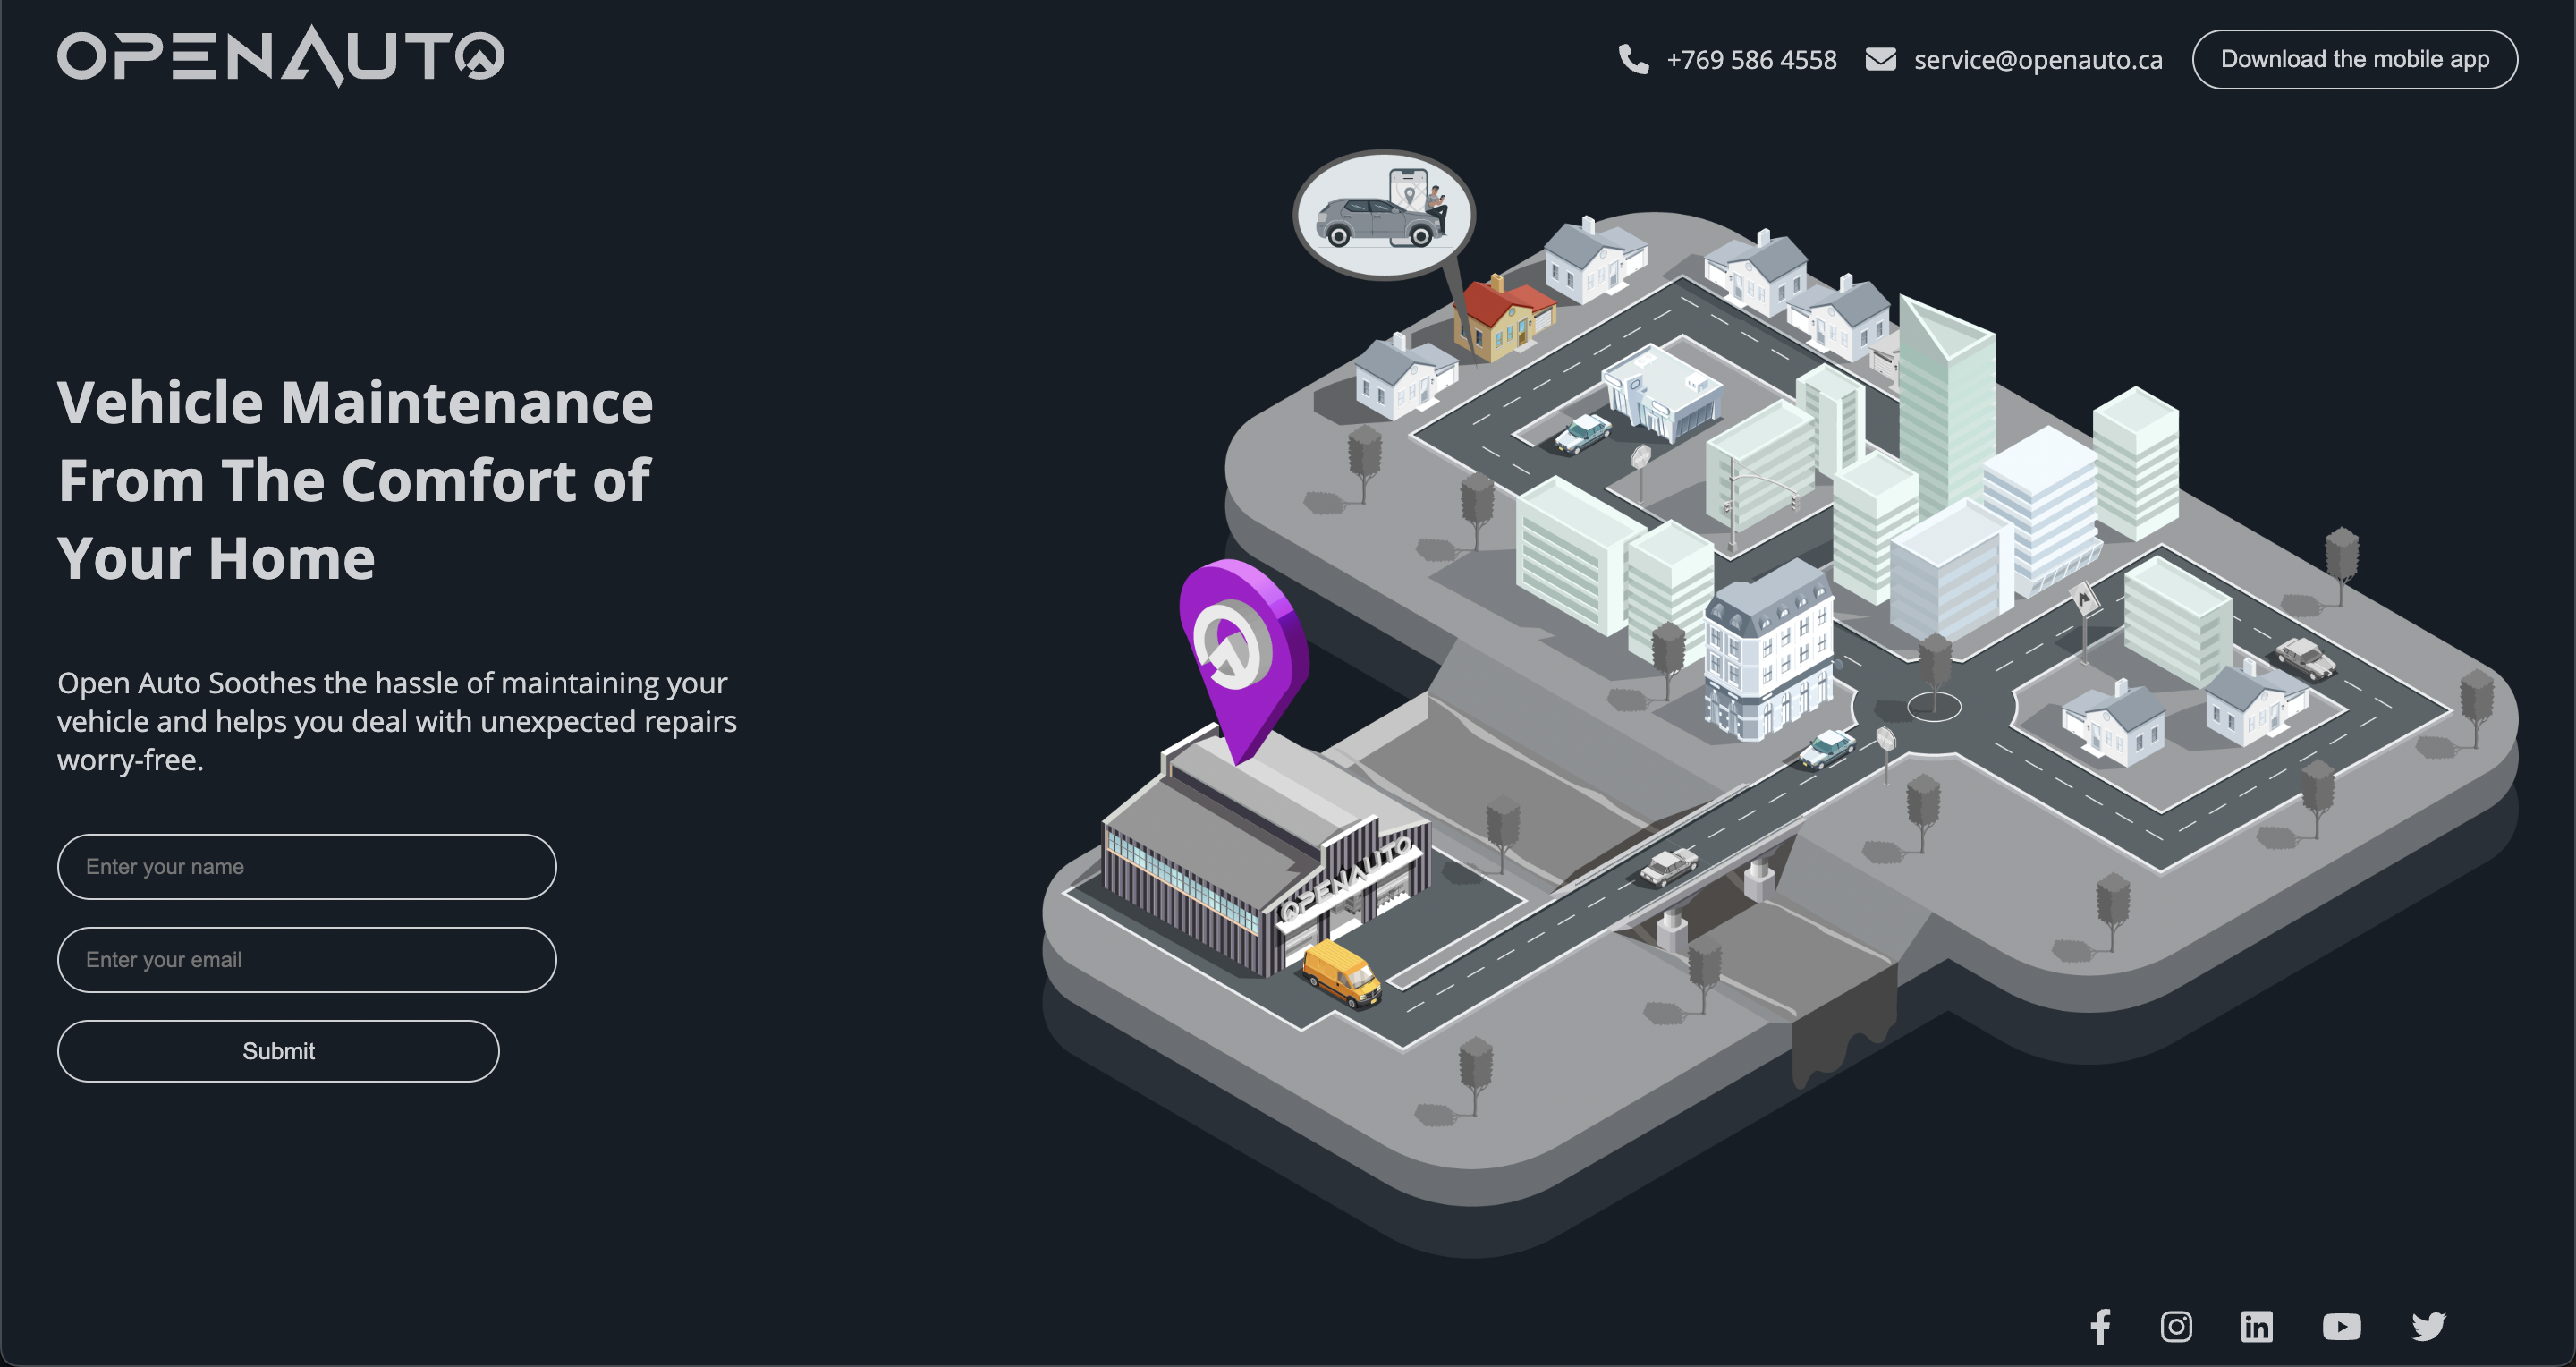 OPENAUTO
+769 586 4558
service@openauto.ca
Download the mobile app
Vehicle Maintenance
From The Comfort of
Your Home
Open Auto Soothes the hassle of maintaining your
vehicle and helps you deal with unexpected repairs
worry-free.
Enter your name
Enter your email
Submit
OPENAUTO